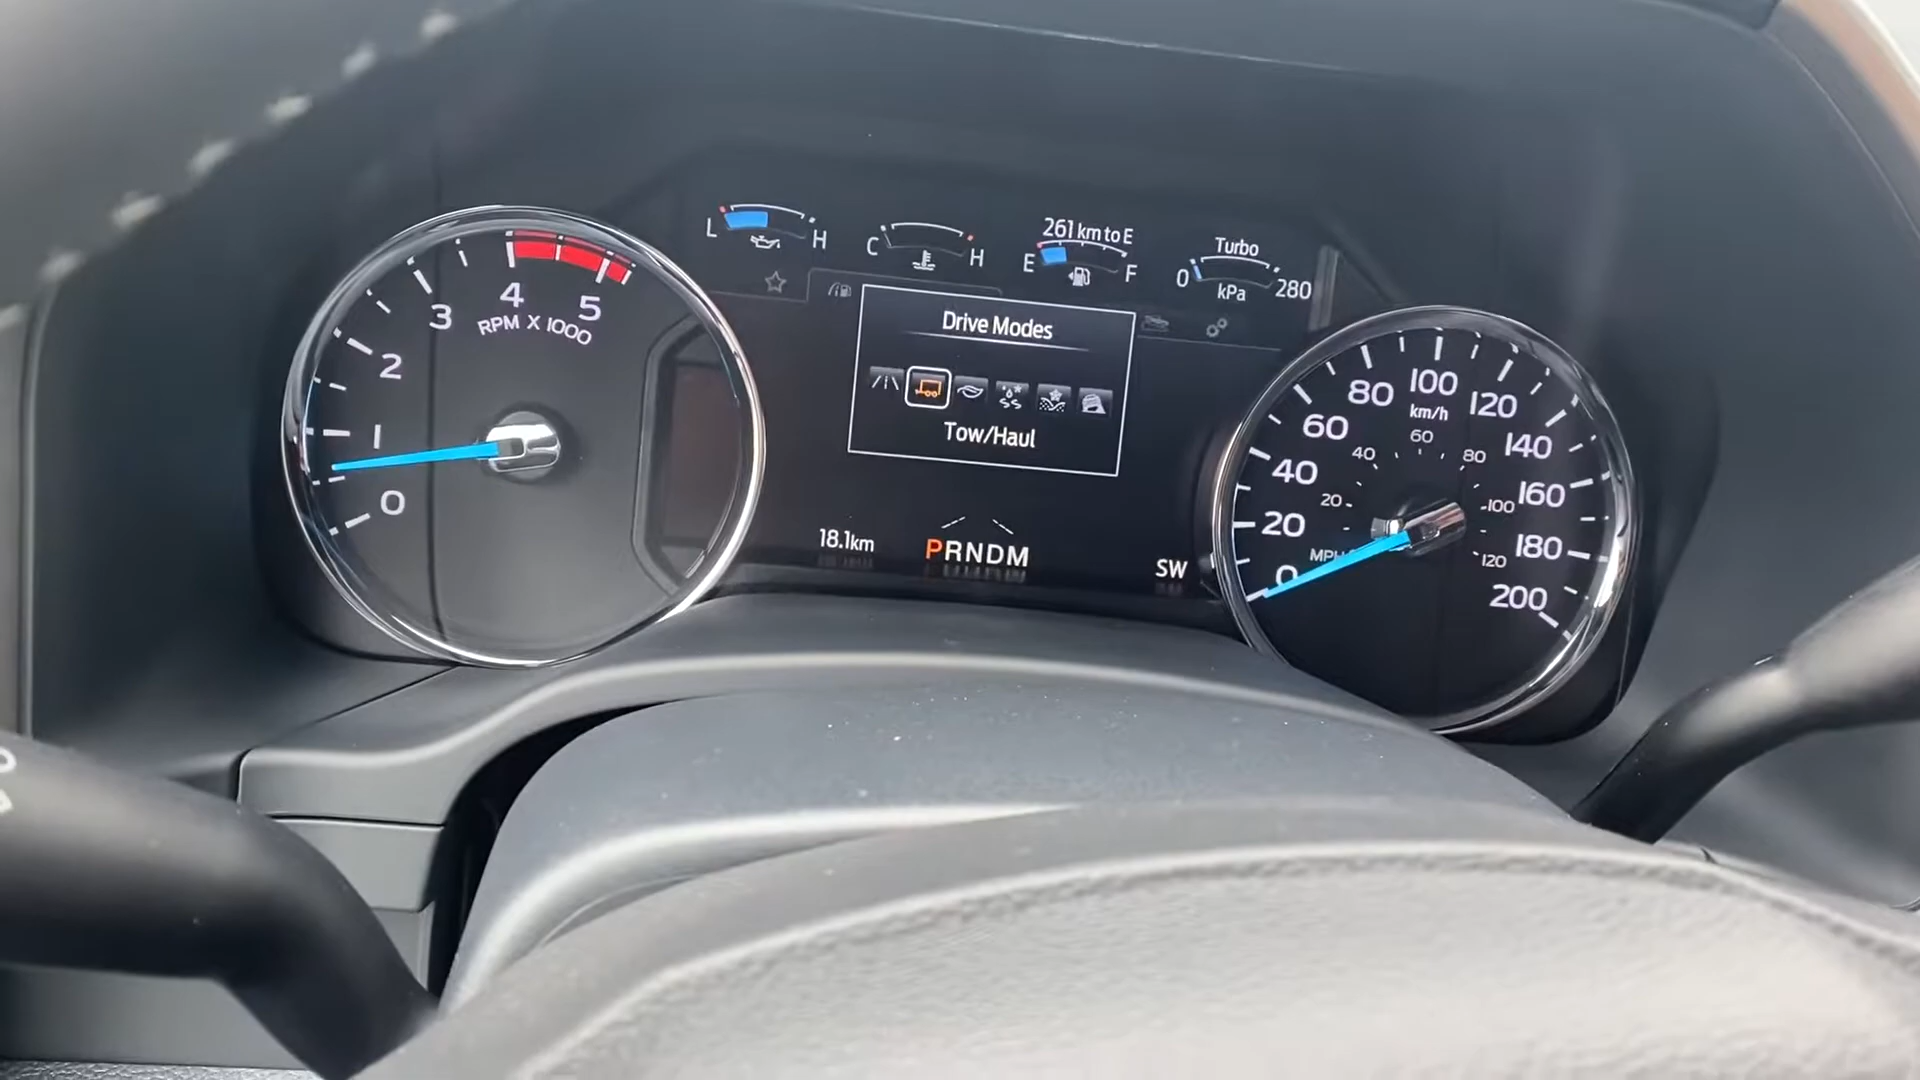 L H
C H
261 km to E
E F
Turbo
0 280
kPa
Drive Modes
Tow/Haul
18.1km
PRNDM
SW
0
1
2
3
4
5
RPM X 1000
0
20
40
60
80
100
120
140
160
180
200
km/h
20
40
60
80
100
120
MPH